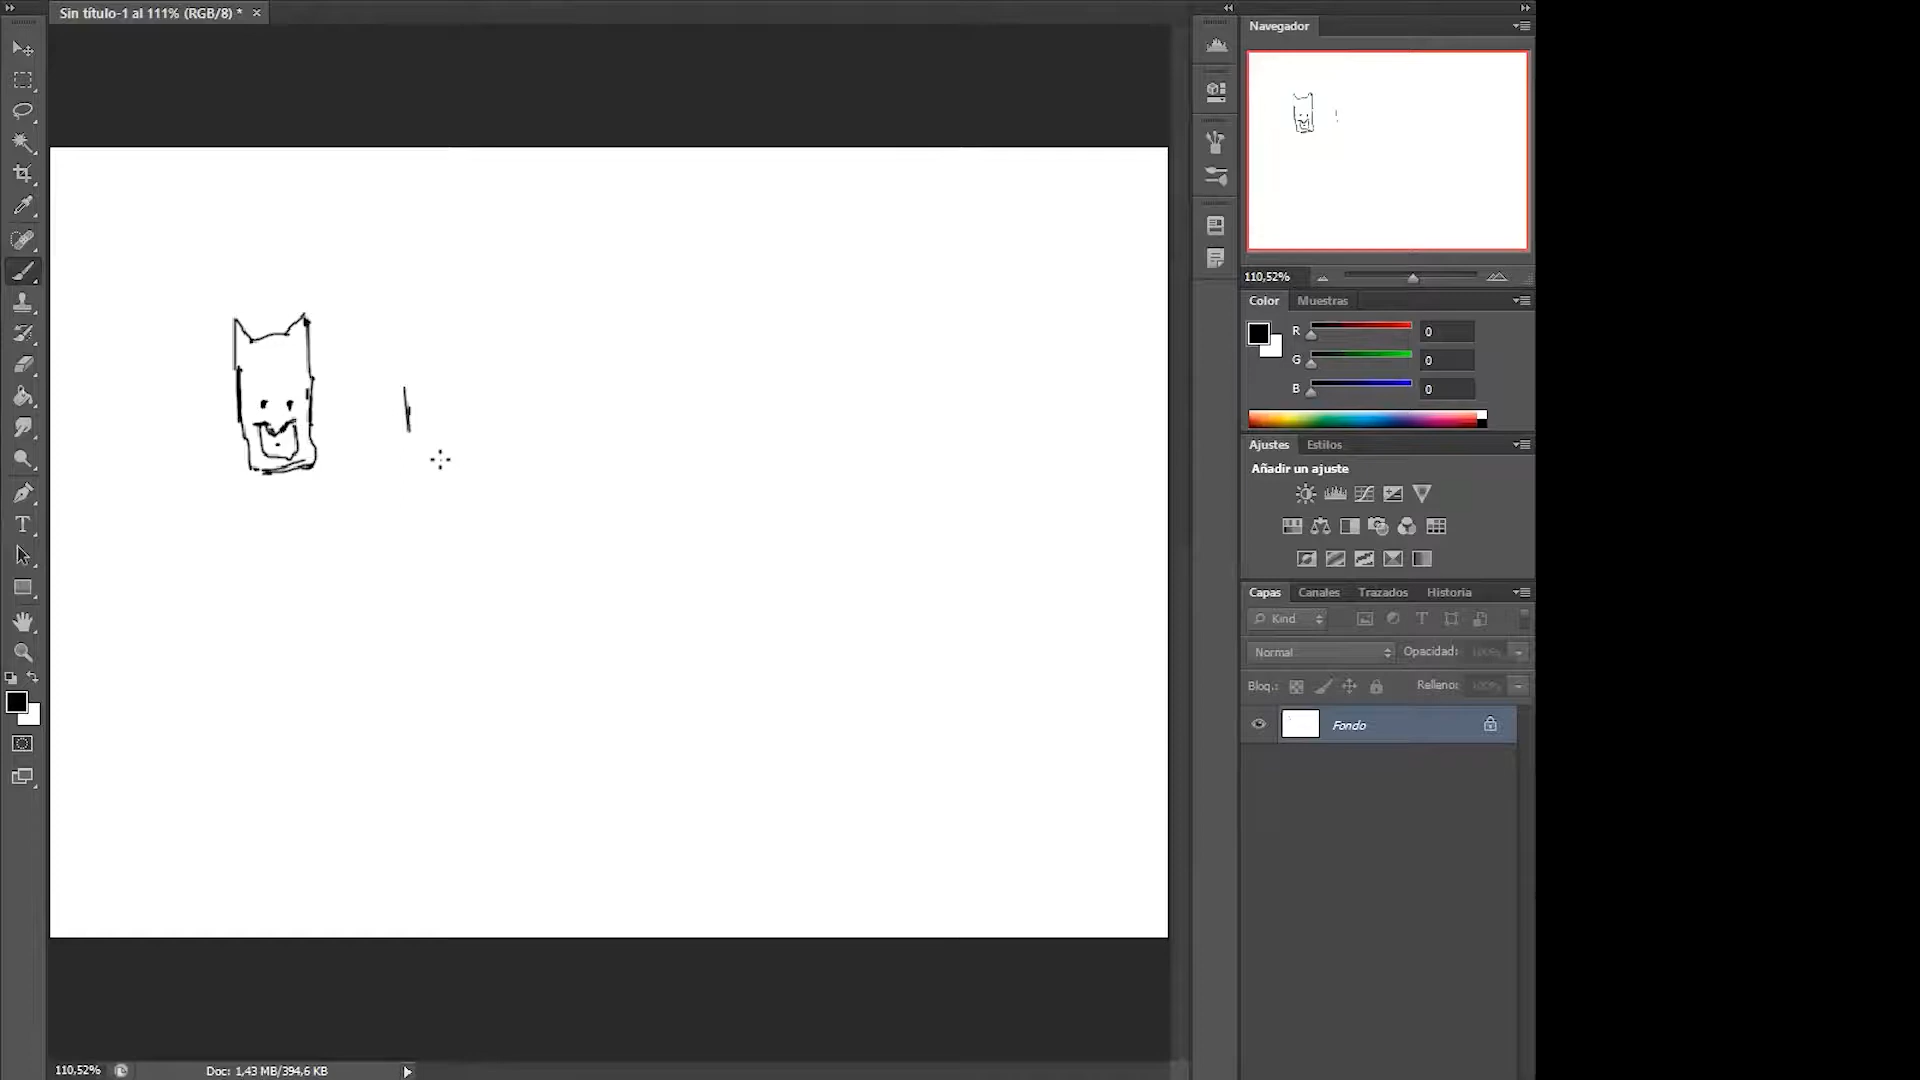 Sin título-1 al 111% (RGB/8) *
Navegador
110,52%
Color Muestras
R 0
G 0
B 0
Ajustes Estilos
Añadir un ajuste
Capas Canales Trazados Historia
Kind
Normal Opacidad: 100%
Bloq.: Relleno: 100%
Fondo
110,52% Doc: 1,43 MB/394,6 KB